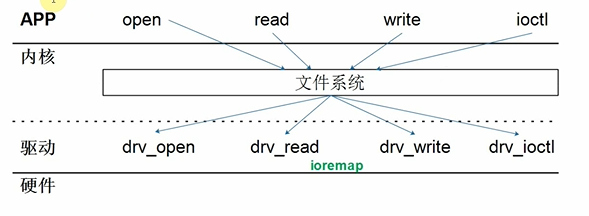 APP open read write ioctl
内核
文件系统
驱动 drv_open drv_read drv_write drv_ioctl
ioremap
硬件